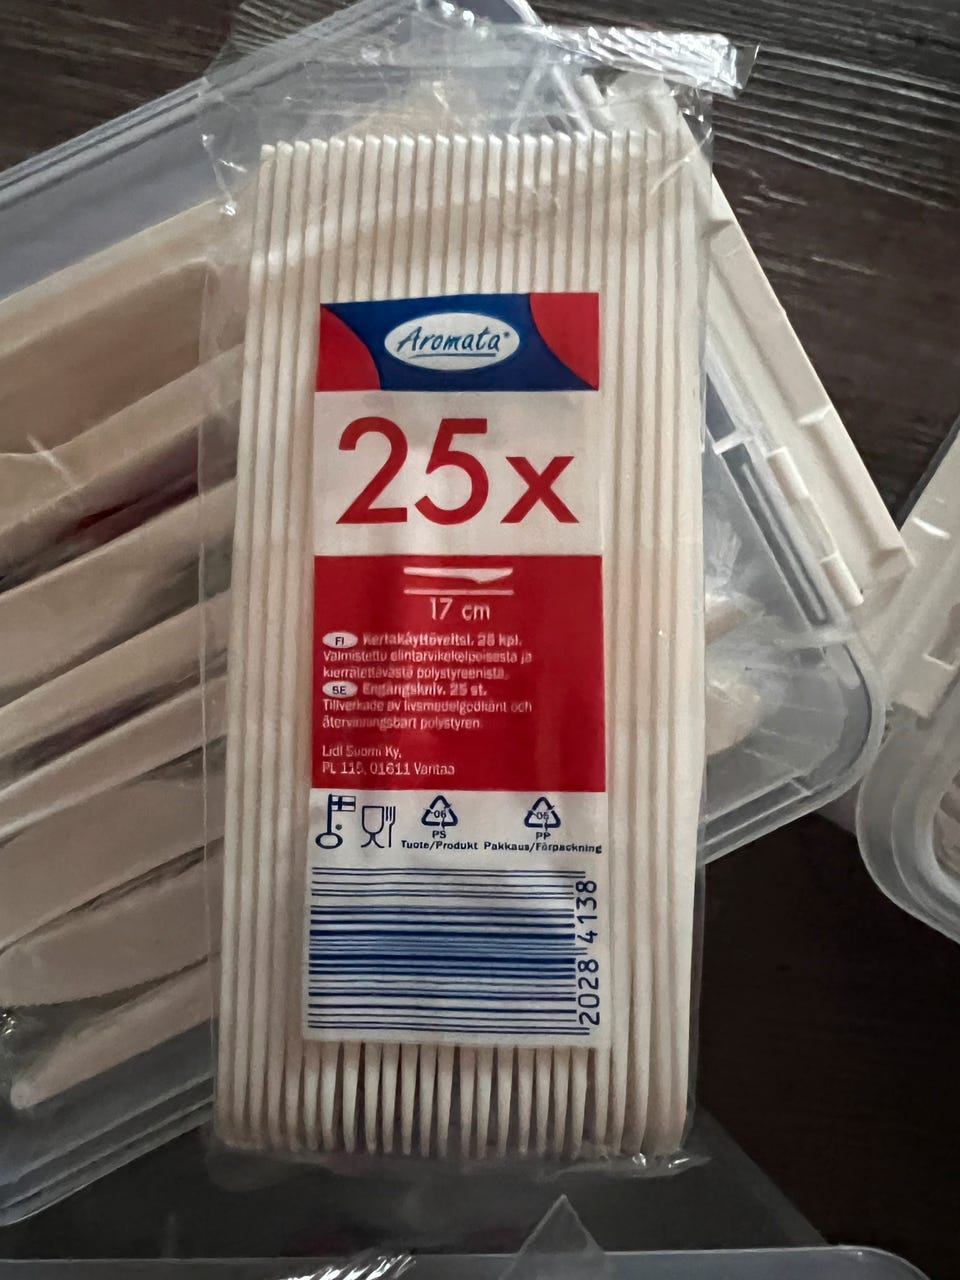 Aromata®
25x
17 cm
FI Kertakäyttöveitsi. 25 kpl.
Valmistettu elintarvikekelpoisesta ja
kierrätettävästä polystyreenistä.
SE Engångskniv. 25 st.
Tillverkade av livsmedelgodkänt och
återvinningsbart polystyren.
Lidl Suomi Ky,
PL 115, 01611 Vantaa
06 05
PS PP
Tuote/Produkt Pakkaus/Förpackning
2028 4138